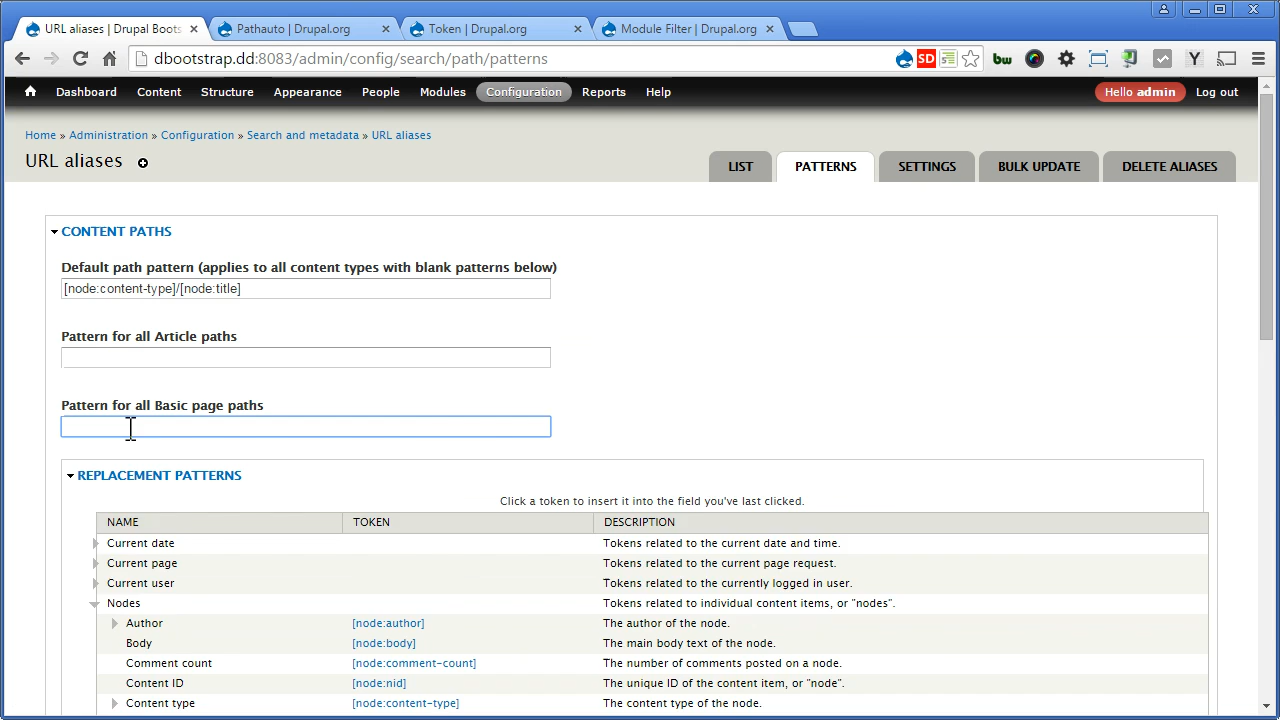 URL aliases | Drupal Boots
Pathauto | Drupal.org
Token | Drupal.org
Module Filter | Drupal.org
dbootstrap.dd:8083/admin/config/search/path/patterns
SD
bw
Y
Dashboard Content Structure Appearance People Modules Configuration Reports Help Hello admin Log out
Home » Administration » Configuration » Search and metadata » URL aliases
URL aliases
LIST PATTERNS SETTINGS BULK UPDATE DELETE ALIASES
CONTENT PATHS
Default path pattern (applies to all content types with blank patterns below)
[node:content-type]/[node:title]
Pattern for all Article paths
Pattern for all Basic page paths
REPLACEMENT PATTERNS
Click a token to insert it into the field you've last clicked.
NAME TOKEN DESCRIPTION
Current date Tokens related to the current date and time.
Current page Tokens related to the current page request.
Current user Tokens related to the currently logged in user.
Nodes Tokens related to individual content items, or "nodes".
Author [node:author] The author of the node.
Body [node:body] The main body text of the node.
Comment count [node:comment-count] The number of comments posted on a node.
Content ID [node:nid] The unique ID of the content item, or "node".
Content type [node:content-type] The content type of the node.